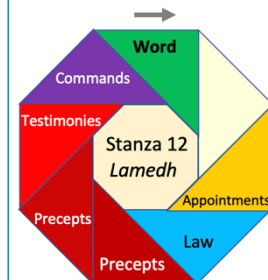 Word
Commands
Testimonies
Stanza 12
Lamedh
Appointments
Precepts
Law
Precepts